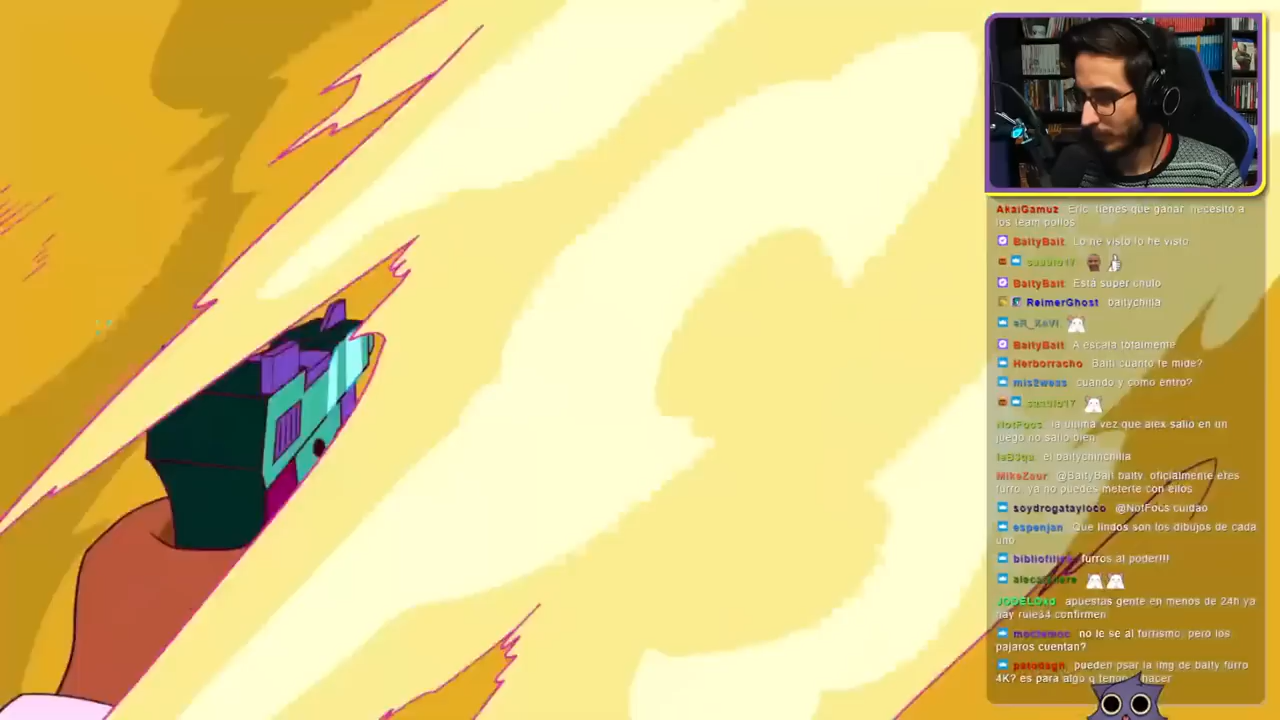 AkaiGamuz Eric, tienes que ganar, necesito a
los team pollos
BaityBait Lo he visto lo he visto
BaityBait Esta super chulo
ReimerGhost baitychilla
BaityBait A escala totalmente
Herborracho Baiti cuanto te mide?
mis2weas cuando y como entro?
NotFocs la ultima vez que alex salio en un
juego no salio bien
el baitychinchilla
MikeZaur @BaityBait baity, oficialmente eres
furro, ya no puedes meterte con ellos
soydrogatayloco @NotFocs cuidao
espenjan Que lindos son los dibujos de cada
uno
furros al poder!!!
apuestas gente en menos de 24h ya
hay rule34 confirmen
no le se al furrismo, pero los
pajaros cuentan?
pueden psar la img de baity furro
4K? es para algo q tengo hacer